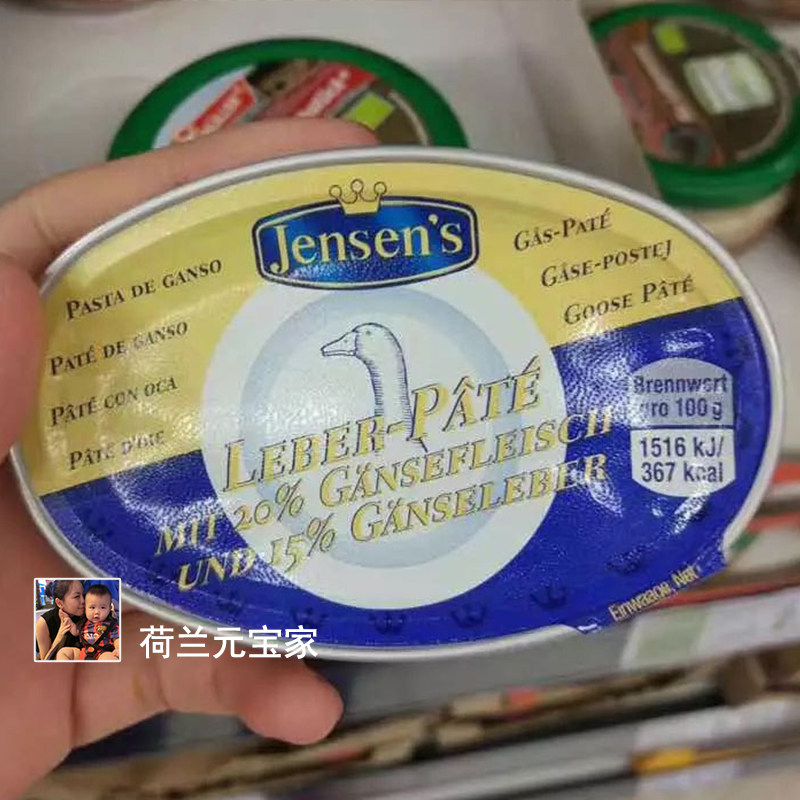 Jensen's
PASTA DE GANSO
PATÉ DE GANSO
PÂTÉ CON OCA
PÂTÉ D'OIE
GÅS-PATÉ
GÅSE-POSTEJ
GOOSE PÂTÉ
LEBER-PÂTÉ
MIT 20% GÄNSEFLEISCH
UND 15% GÄNSELEBER
Brennwert
pro 100 g
1516 kJ/
367 kcal
Einwaage
荷兰元宝家